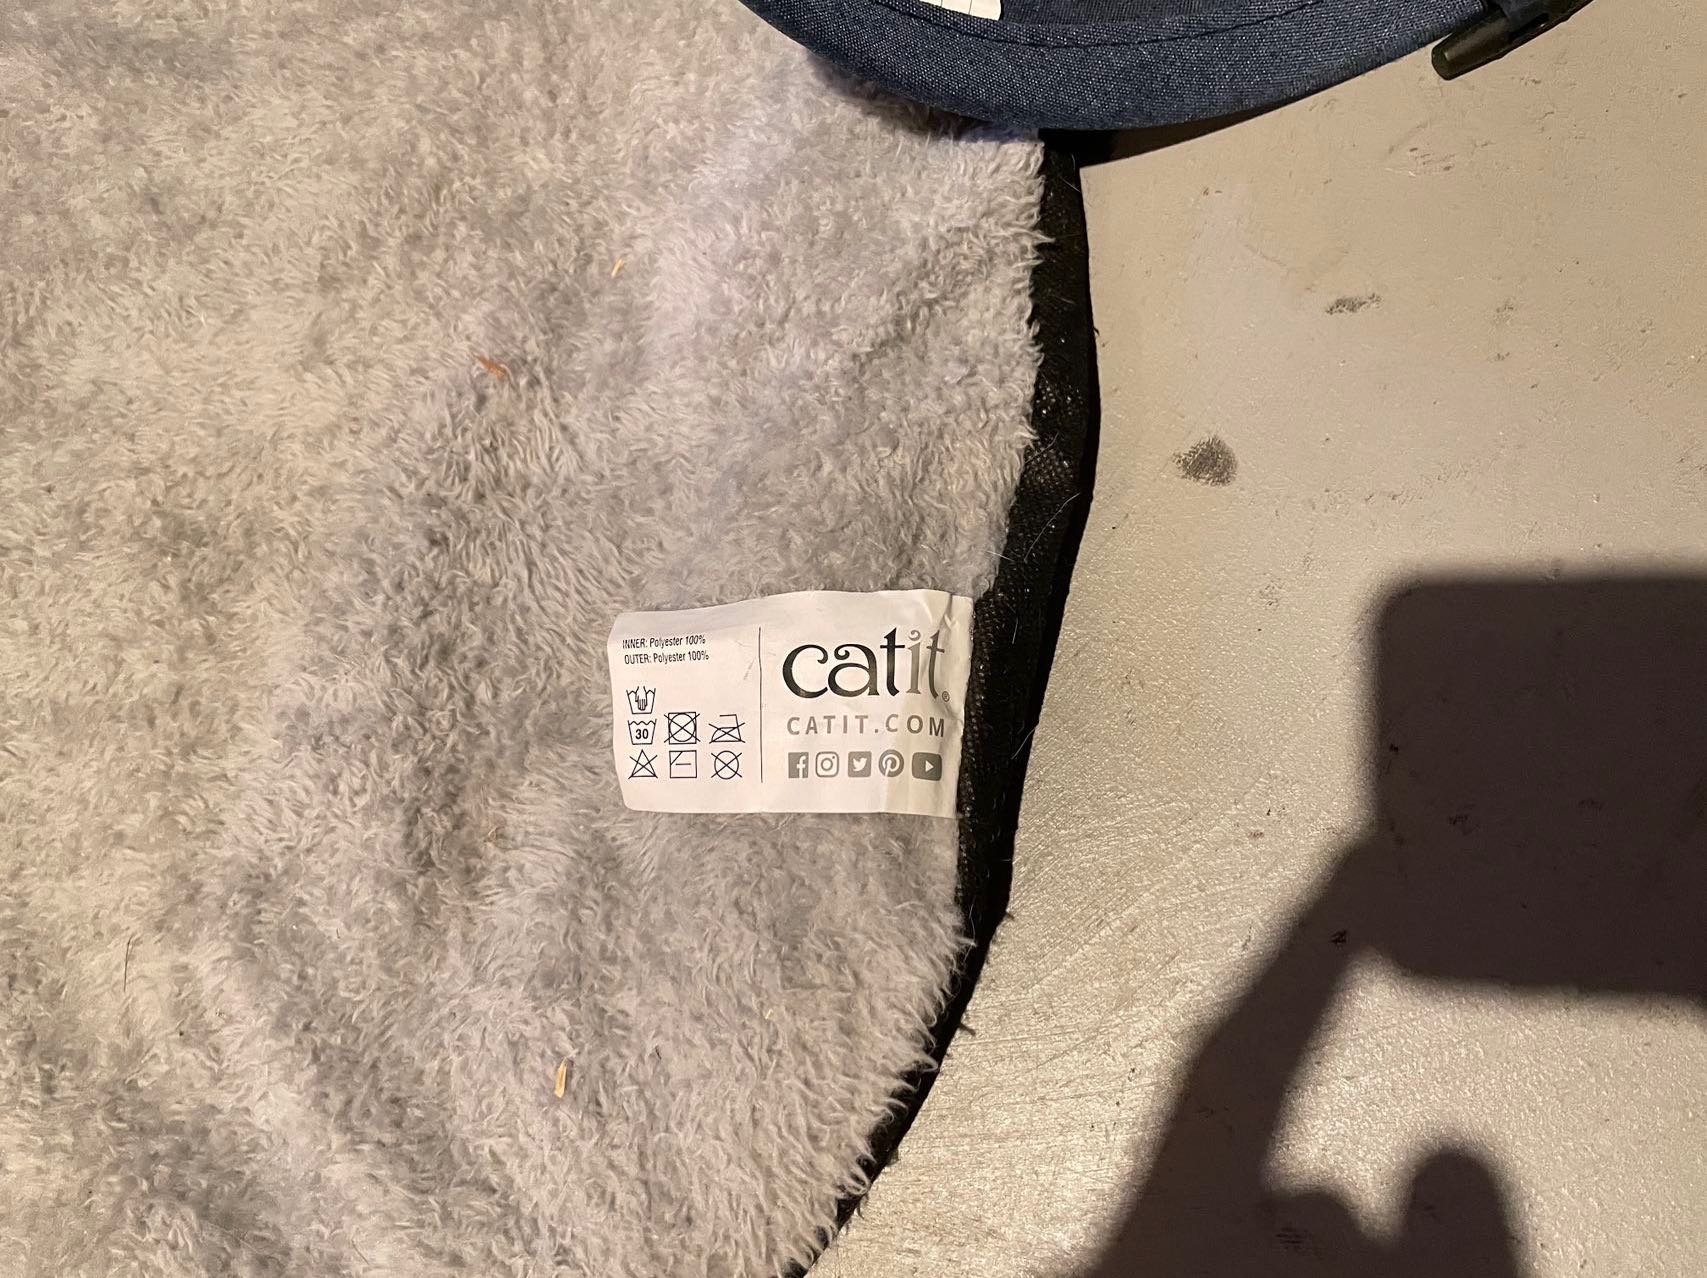 INNER: Polyester 100%
OUTER: Polyester 100%
30
catit®
CATIT.COM